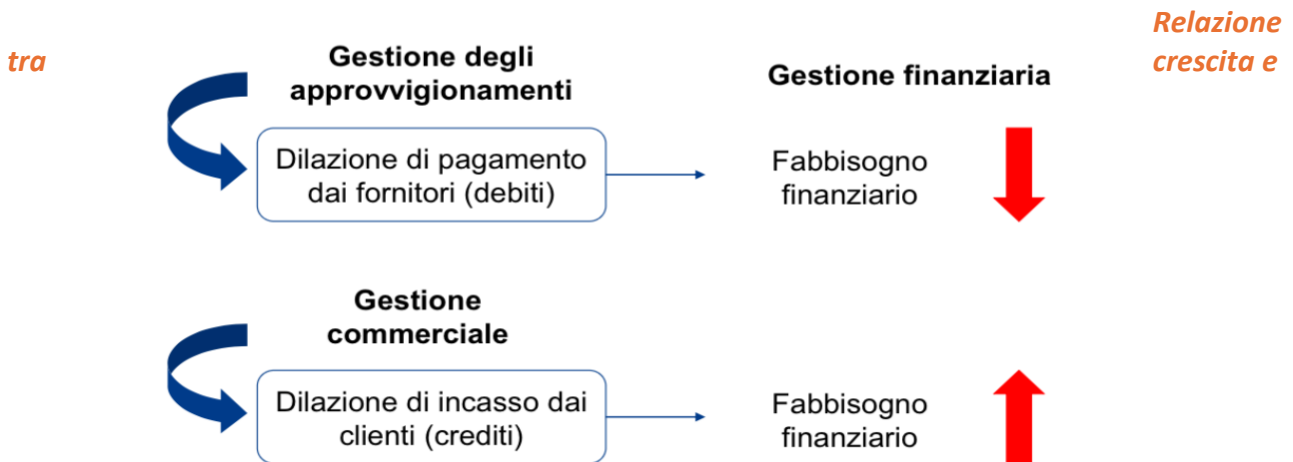 Relazione
tra
crescita e
Gestione degli
approvvigionamenti
Gestione finanziaria
Dilazione di pagamento
dai fornitori (debiti)
Fabbisogno
finanziario
Gestione
commerciale
Dilazione di incasso dai
clienti (crediti)
Fabbisogno
finanziario